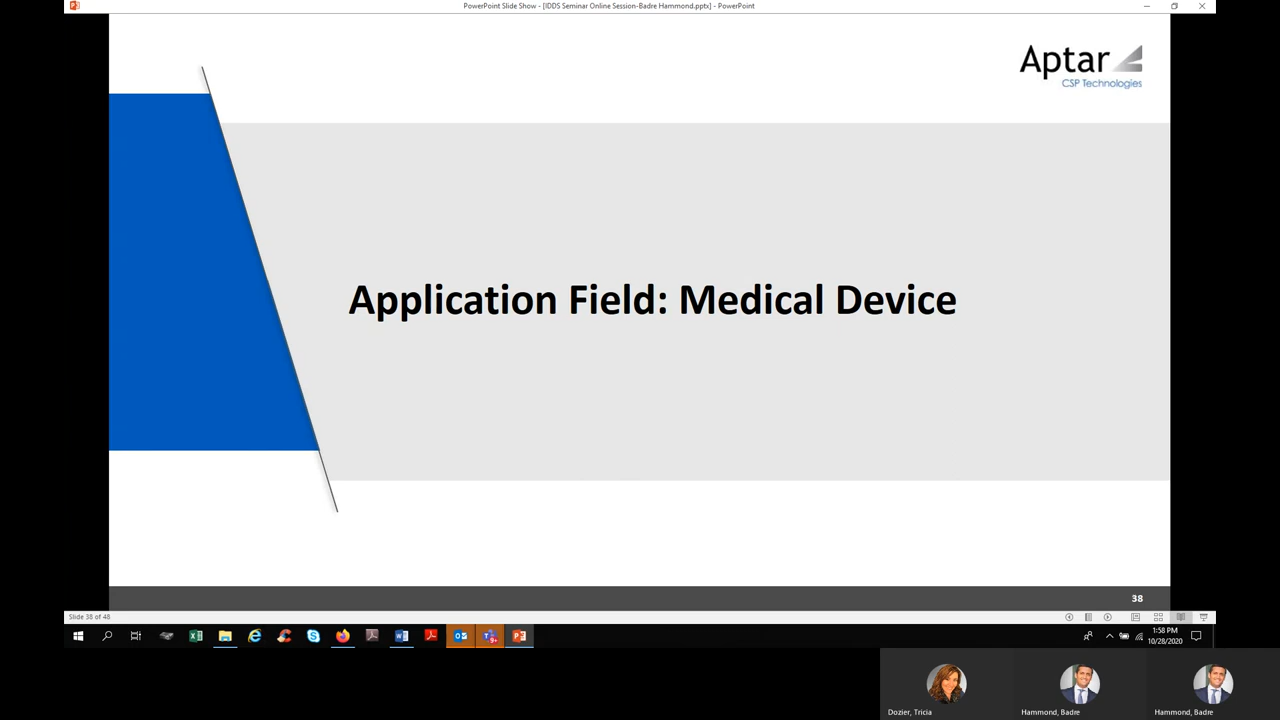 PowerPoint Slide Show - [IDDS Seminar Online Session-Badre Hammond.pptx] - PowerPoint
Aptar
CSP Technologies
Application Field: Medical Device
38
Slide 38 of 48
9+
1:58 PM
10/28/2020
Dozier, Tricia
Hammond, Badre
Hammond, Badre